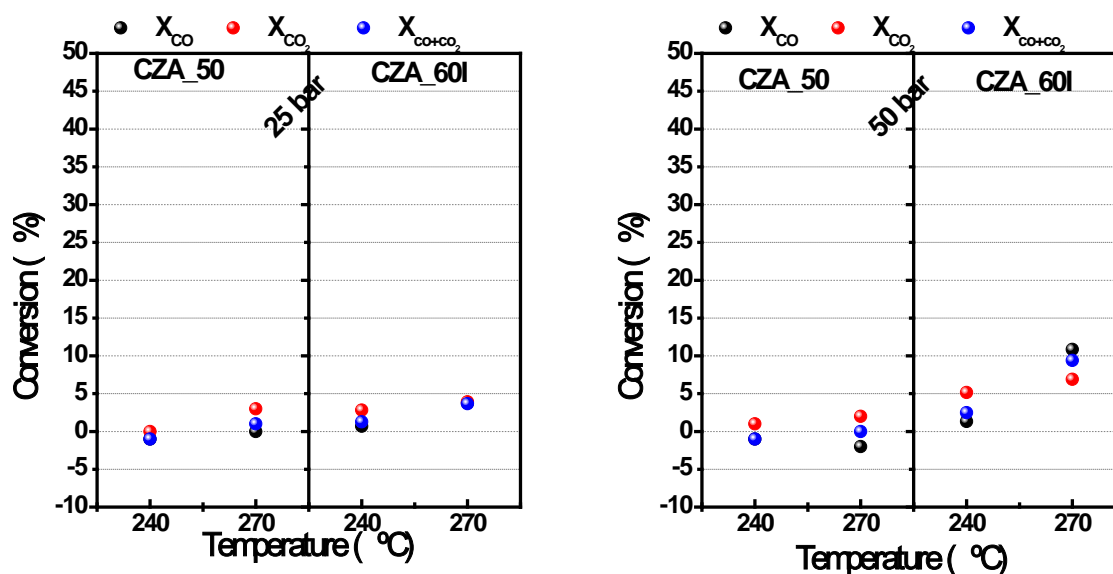 X_CO X_CO₂ X_co+co₂
50
45
40
35
30
25
20
15
10
5
0
-5
-10
Conversion ( %)
CZA_50
25 bar
CZA_60I
240 270 240 270
Temperature ( ºC)
X_CO X_CO₂ X_co+co₂
50
45
40
35
30
25
20
15
10
5
0
-5
-10
Conversion ( %)
CZA_50
50 bar
CZA_60I
240 270 240 270
Temperature ( ºC)